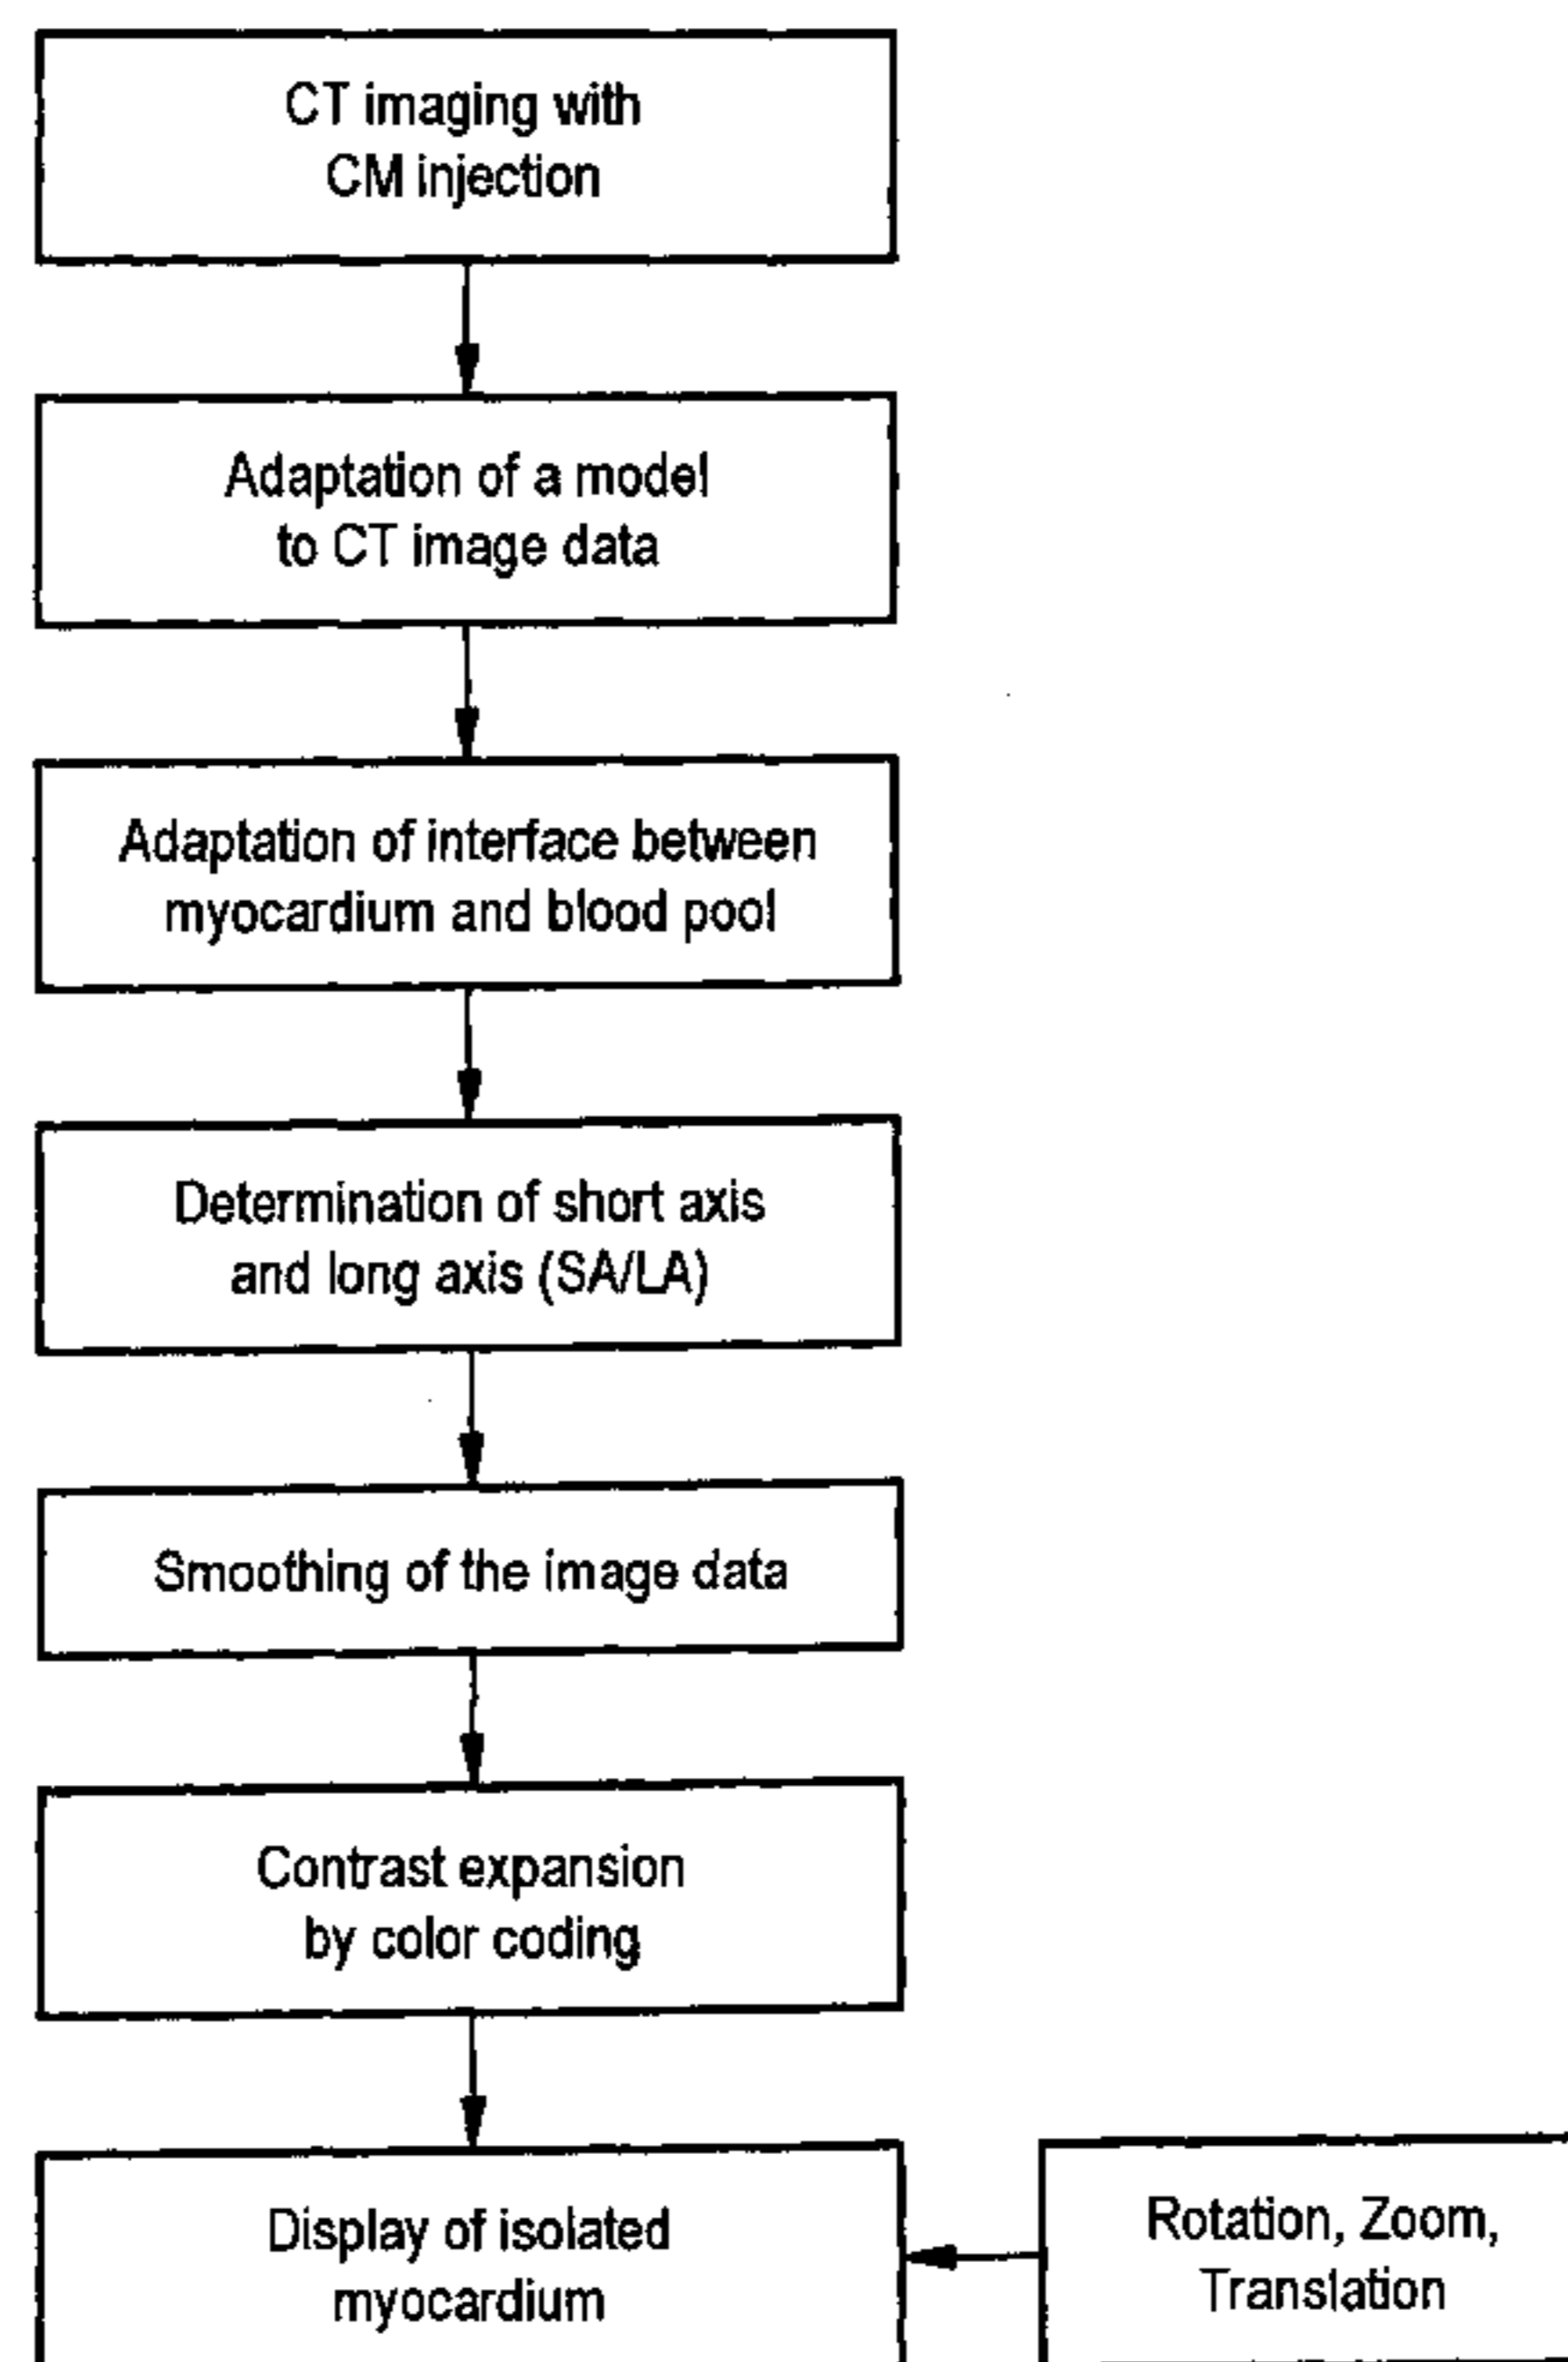 CT imaging with
CM injection
Adaptation of a model
to CT image data
Adaptation of interface between
myocardium and blood pool
Determination of short axis
and long axis (SA/LA)
Smoothing of the image data
Contrast expansion
by color coding
Display of isolated
myocardium
Rotation, Zoom,
Translation